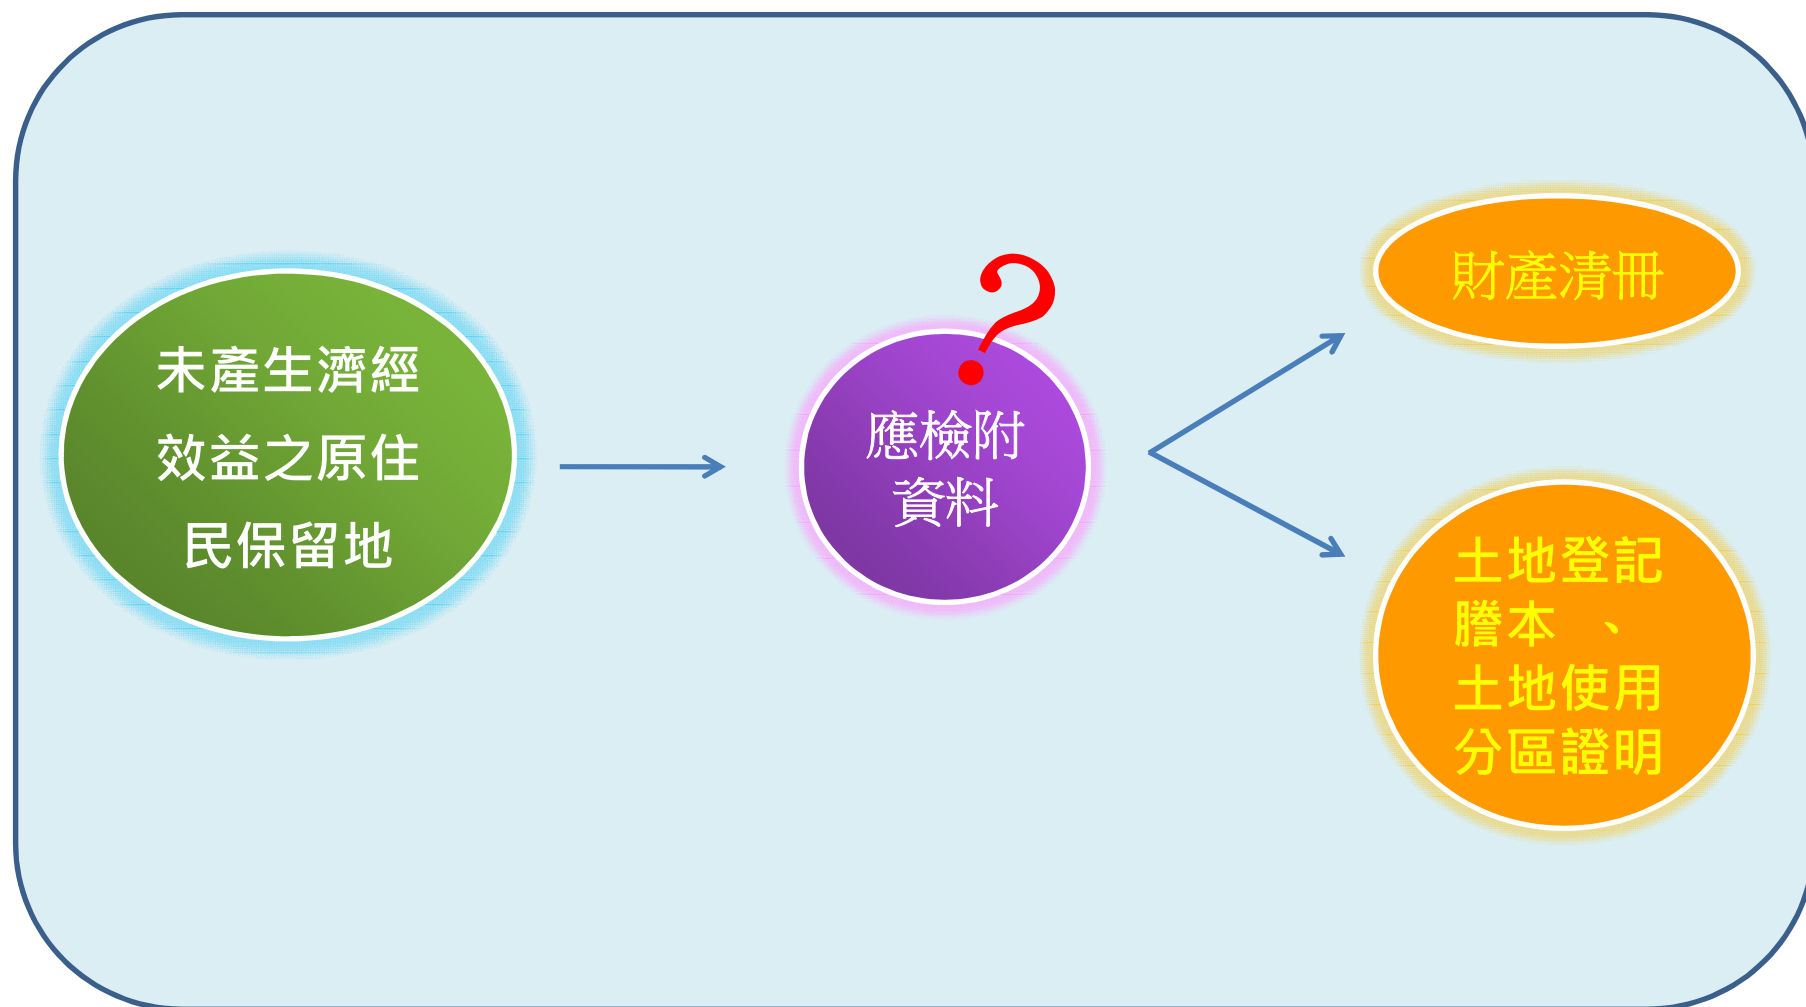 未產生濟經
效益之原住
民保留地
?
應檢附
資料
財產清冊
土地登記
謄本 、
土地使用
分區證明